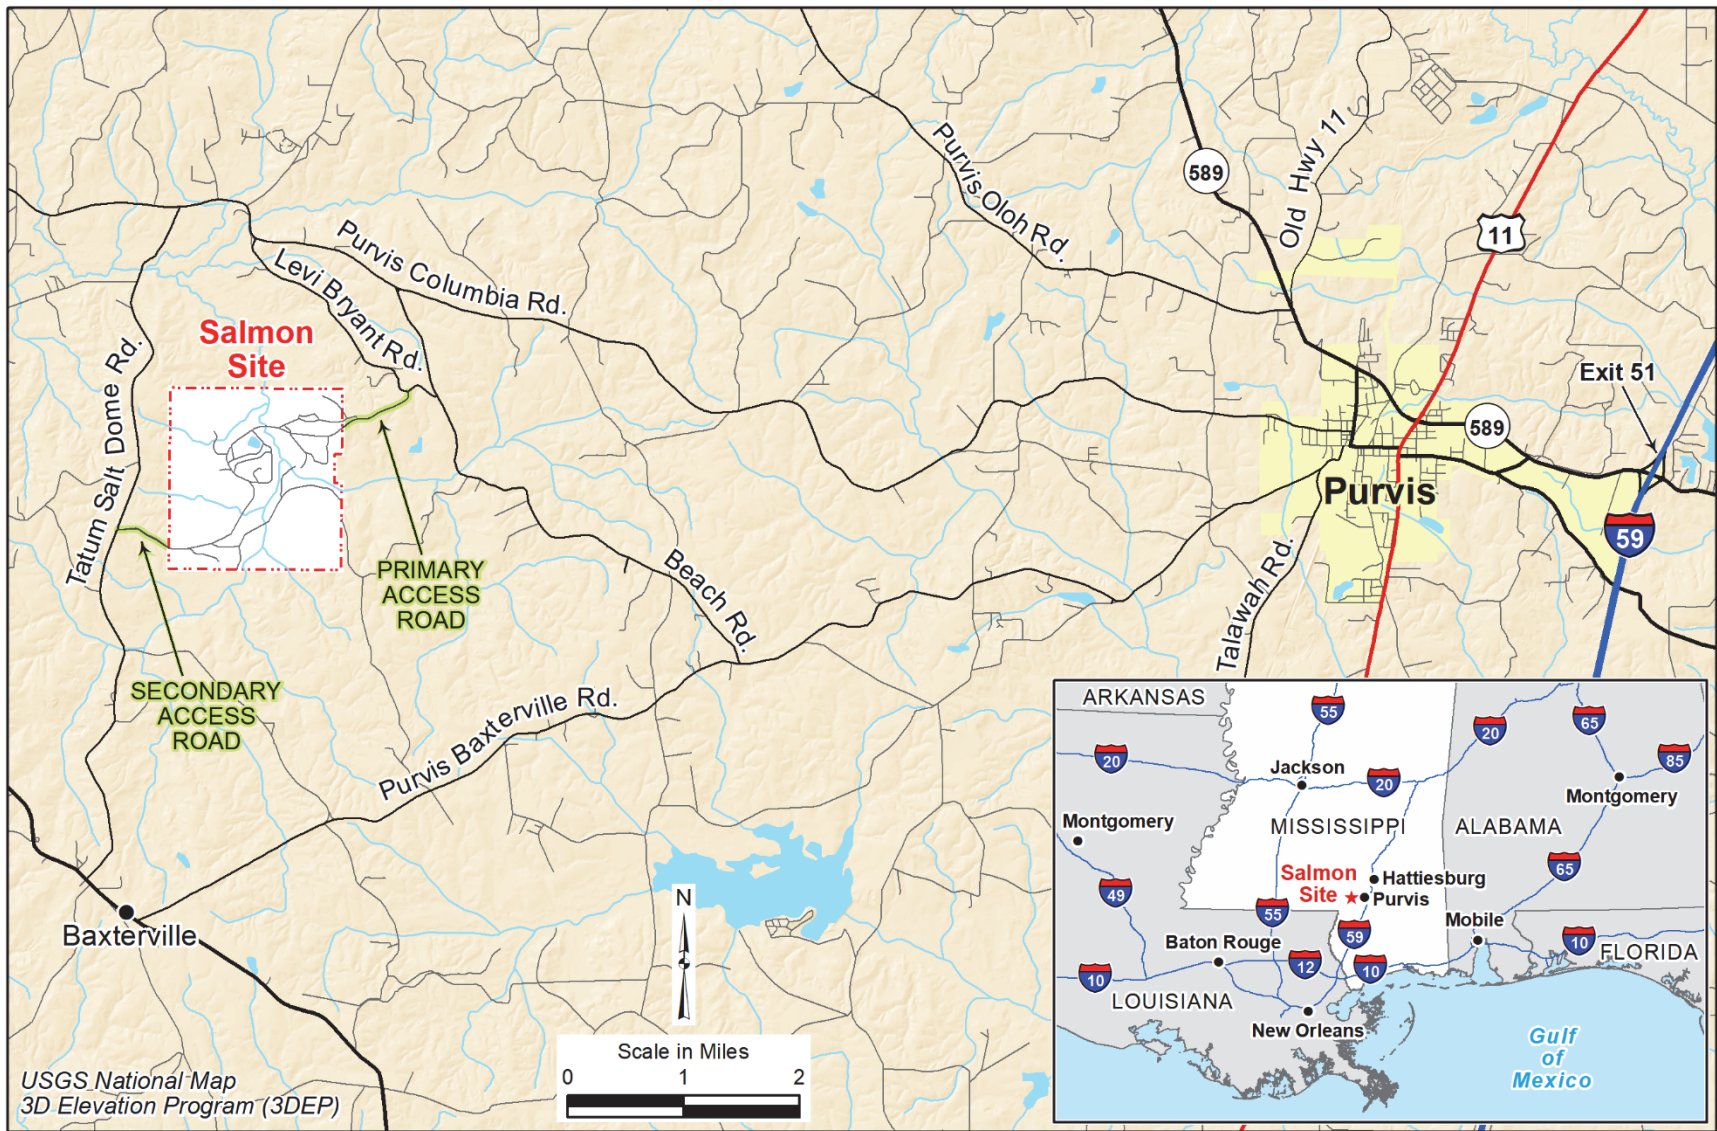 589
Old Hwy 11
11
Purvis Oloh Rd.
Purvis Columbia Rd.
Levi Bryant Rd.
Salmon
Site
Tatum Salt Dome Rd.
Exit 51
589
Purvis
59
PRIMARY
ACCESS
ROAD
Beach Rd.
Talawah Rd.
SECONDARY
ACCESS
ROAD
Purvis Baxterville Rd.
Baxterville
N
Scale in Miles
0 1 2
USGS National Map
3D Elevation Program (3DEP)
ARKANSAS
55
20
65
20
85
Jackson
20
Montgomery
Montgomery
MISSISSIPPI
ALABAMA
65
49
Salmon
Site
Hattiesburg
Purvis
55
59
Mobile
Baton Rouge
10
FLORIDA
10
12
10
LOUISIANA
New Orleans
Gulf
of
Mexico